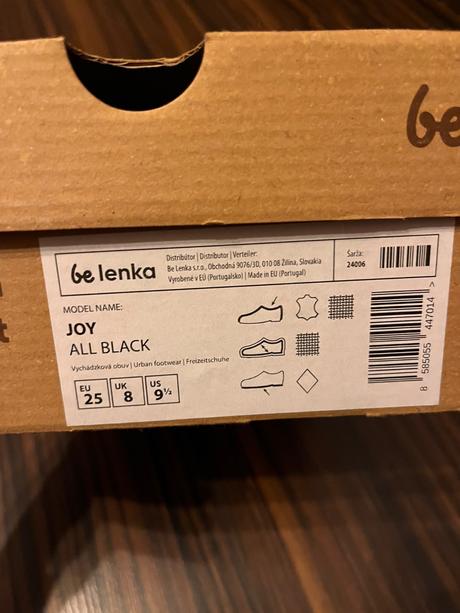 be
be lenka
Distribútor | Distributor | Verteiler:
Be Lenka s.r.o., Obchodná 9076/3D, 010 08 Žilina, Slovakia
Vyrobené v EÚ (Portugalsko) | Made in EU (Portugal)
Šarža:
24006
MODEL NAME:
JOY
ALL BLACK
Vychádzková obuv | Urban footwear | Freizeitschuhe
EU UK US
25 8 9½
8 585055 447014 >